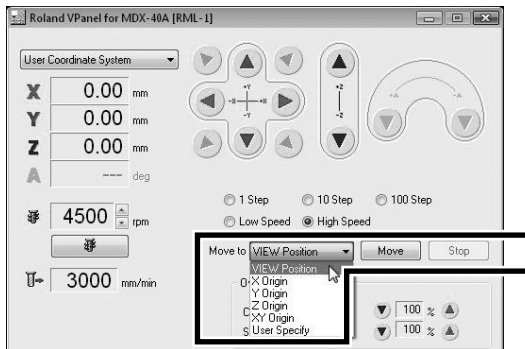 Roland VPanel for MDX-40A [RML-1]
User Coordinate System
X 0.00 mm
Y 0.00 mm
Z 0.00 mm
A --- deg
+Y
-X +X
-Y
+Z
-Z
-A +A
1 Step 10 Step 100 Step
Low Speed High Speed
4500 rpm
3000 mm/min
Move to VIEW Position Move Stop
VIEW Position
X Origin
Y Origin
Z Origin
XY Origin
User Specify
100 %
100 %